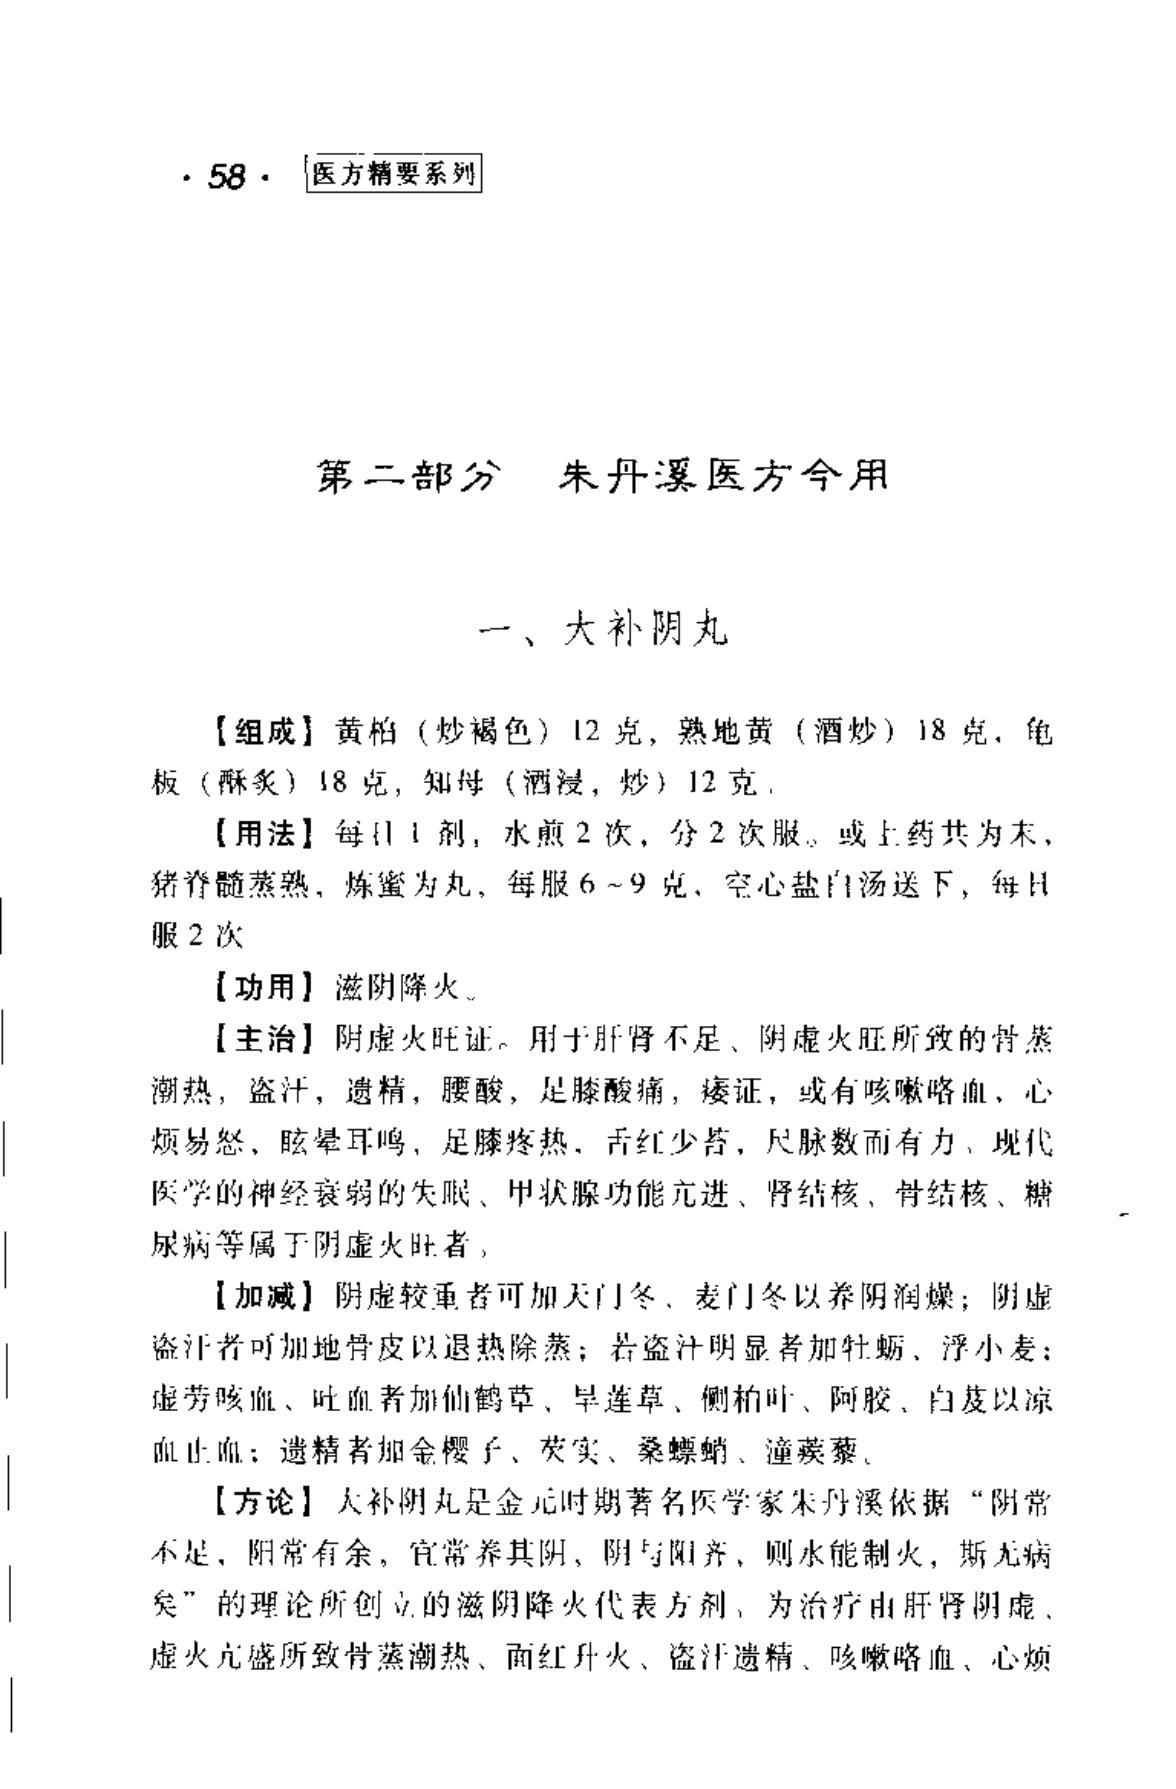 · 58 · 医方精要系列
第二部分 朱丹溪医方今用
一、大补阴丸
【组成】黄柏（炒褐色）12 克，熟地黄（酒炒）18 克，龟
板（酥炙）18 克，知母（酒浸，炒）12 克。
【用法】每日 1 剂，水煎 2 次，分 2 次服。或上药共为末，
猪脊髓蒸熟，炼蜜为丸，每服 6~9 克，空心盐白汤送下，每日
服 2 次
【功用】滋阴降火。
【主治】阴虚火旺证。用于肝肾不足、阴虚火旺所致的骨蒸
潮热，盗汗，遗精，腰酸，足膝酸痛，痿证，或有咳嗽咯血，心
烦易怒，眩晕耳鸣，足膝疼热，舌红少苔，尺脉数而有力。现代
医学的神经衰弱的失眠、甲状腺功能亢进、肾结核、骨结核、糖
尿病等属于阴虚火旺者。
【加减】阴虚较重者可加天门冬、麦门冬以养阴润燥；阴虚
盗汗者可加地骨皮以退热除蒸；若盗汗明显者加牡蛎、浮小麦；
虚劳咳血、吐血者加仙鹤草、旱莲草、侧柏叶、阿胶、白芨以凉
血止血；遗精者加金樱子、芡实、桑螵蛸、潼蒺藜。
【方论】大补阴丸是金元时期著名医学家朱丹溪依据“阴常
不足，阳常有余，宜常养其阴，阴与阳齐，则水能制火，斯无病
矣”的理论所创立的滋阴降火代表方剂，为治疗由肝肾阴虚、
虚火亢盛所致骨蒸潮热、面红升火、盗汗遗精、咳嗽咯血、心烦